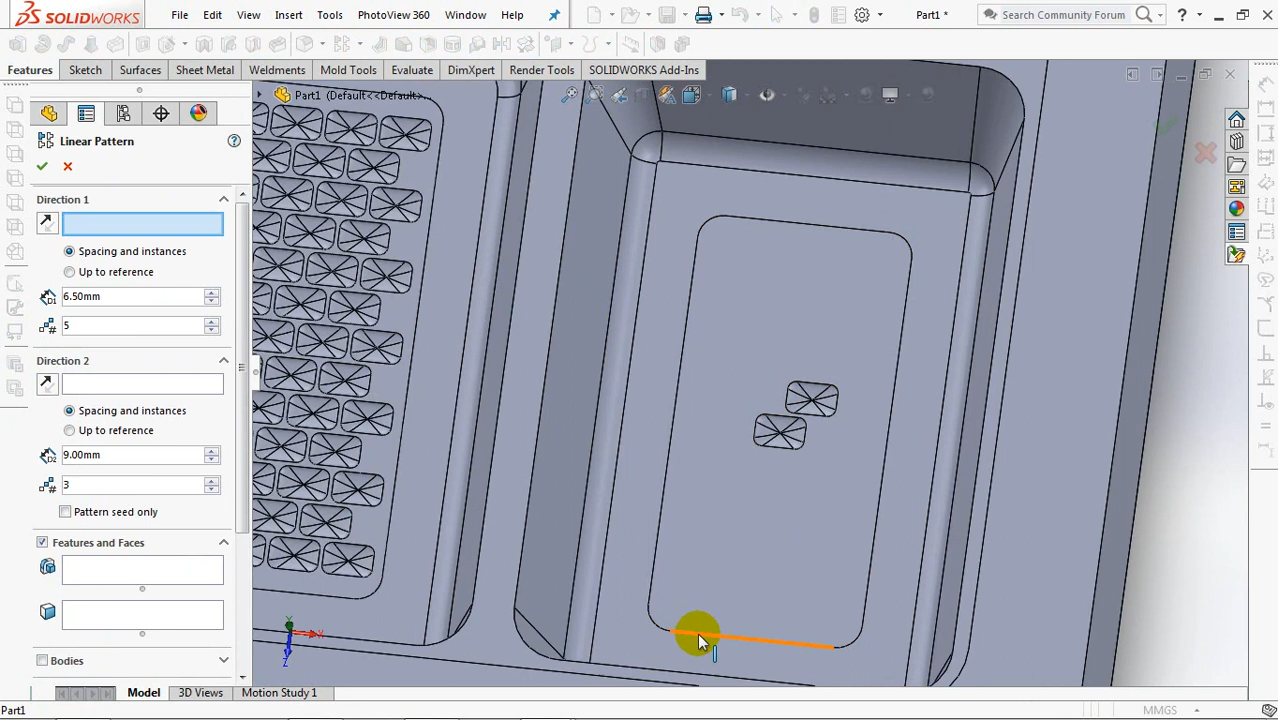 SOLIDWORKS File Edit View Insert Tools PhotoView 360 Window Help Part1 * Search Community Forum ?
Features Sketch Surfaces Sheet Metal Weldments Mold Tools Evaluate DimXpert Render Tools SOLIDWORKS Add-Ins
Part1 (Default<<Default>...
Linear Pattern
Direction 1
Spacing and instances
Up to reference
D1 6.50mm
# 5
Direction 2
Spacing and instances
Up to reference
D2 9.00mm
# 3
Pattern seed only
Features and Faces
Bodies
Y
X
Z
Model 3D Views Motion Study 1
Part1 MMGS